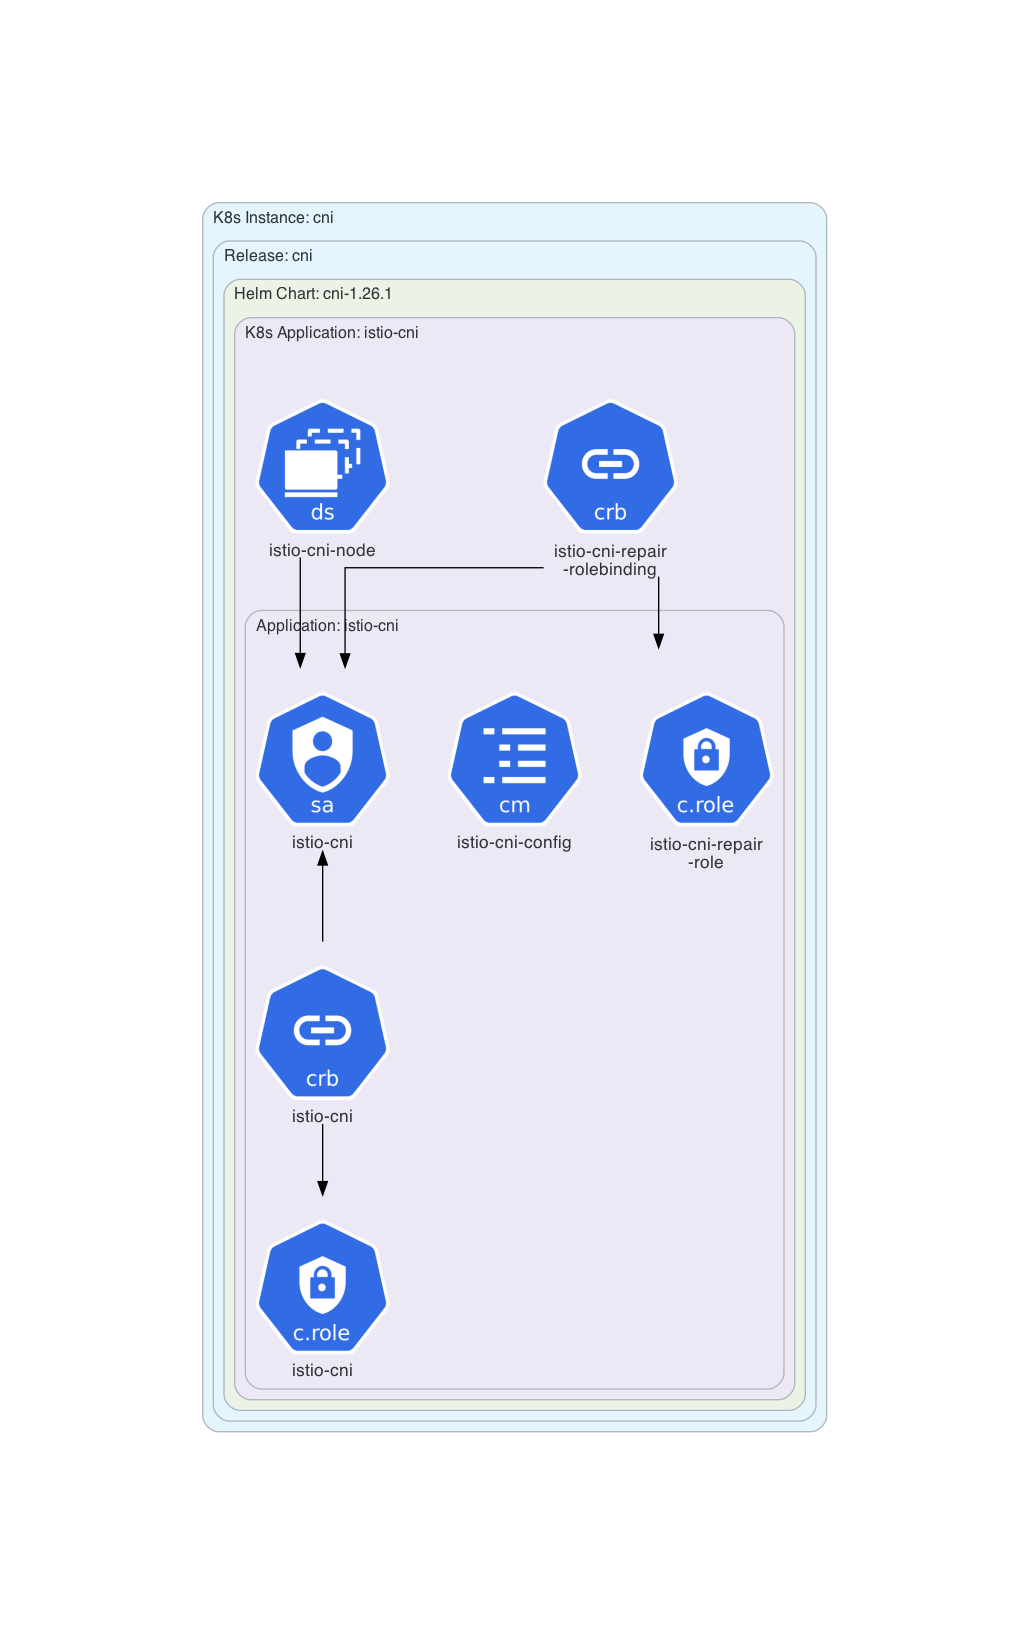 K8s Instance: cni
Release: cni
Helm Chart: cni-1.26.1
K8s Application: istio-cni
ds
istio-cni-node
crb
istio-cni-repair
-rolebinding
Application: istio-cni
sa
istio-cni
cm
istio-cni-config
c.role
istio-cni-repair
-role
crb
istio-cni
c.role
istio-cni